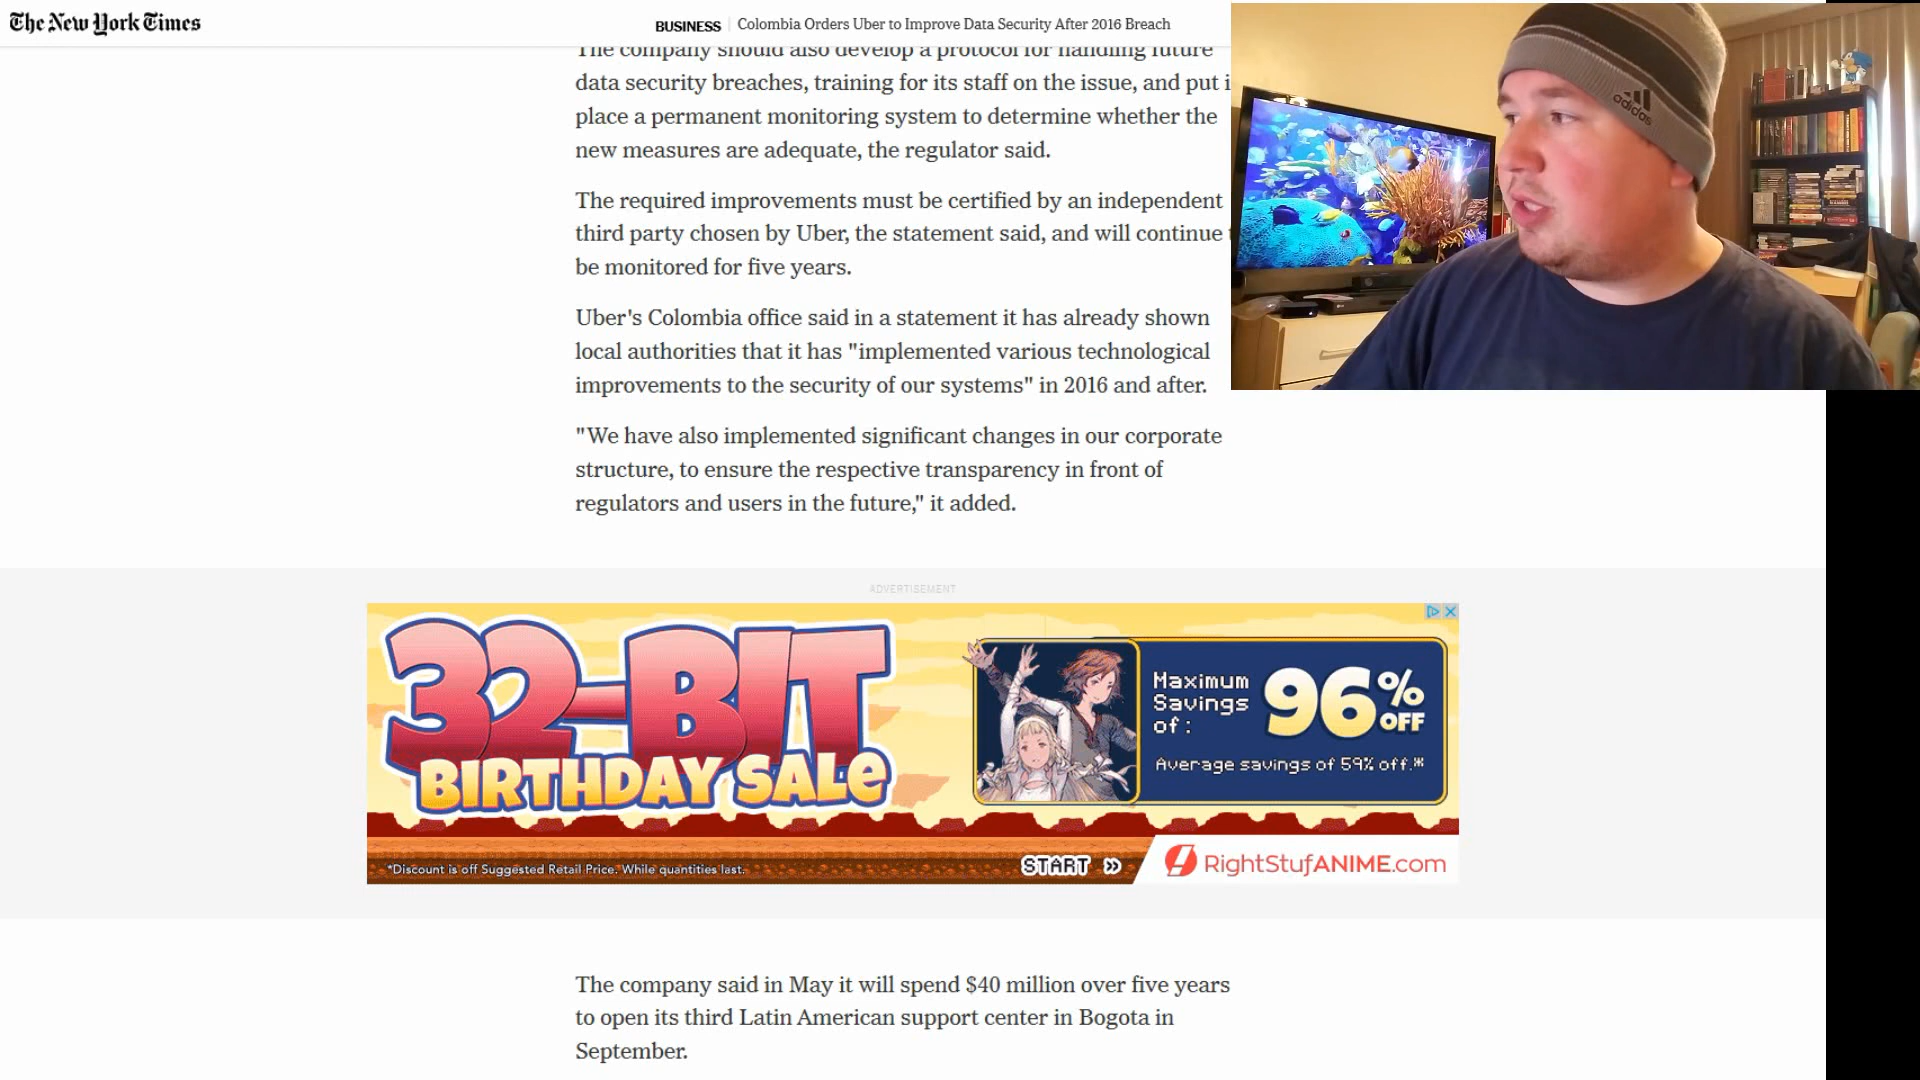 The New York Times
BUSINESS
Colombia Orders Uber to Improve Data Security After 2016 Breach
The company should also develop a protocol for handling future
data security breaches, training for its staff on the issue, and put
place a permanent monitoring system to determine whether the
new measures are adequate, the regulator said.
The required improvements must be certified by an independent
third party chosen by Uber, the statement said, and will continue
be monitored for five years.
Uber's Colombia office said in a statement it has already shown
local authorities that it has "implemented various technological
improvements to the security of our systems" in 2016 and after.
"We have also implemented significant changes in our corporate
structure, to ensure the respective transparency in front of
regulators and users in the future," it added.
adidas
ADVERTISEMENT
32-BIT
BIRTHDAY SALE
Maximum
Savings
of:
96% OFF
Average savings of 59% off.*
*Discount is off Suggested Retail Price. While quantities last.
START »
RightStufANIME.com
The company said in May it will spend $40 million over five years
to open its third Latin American support center in Bogota in
September.